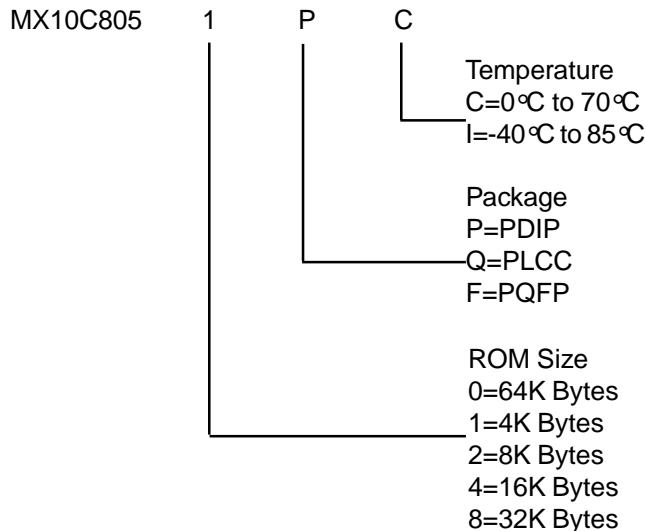 MX10C805 1 P C
Temperature
C=0°C to 70°C
I=-40°C to 85°C
Package
P=PDIP
Q=PLCC
F=PQFP
ROM Size
0=64K Bytes
1=4K Bytes
2=8K Bytes
4=16K Bytes
8=32K Bytes